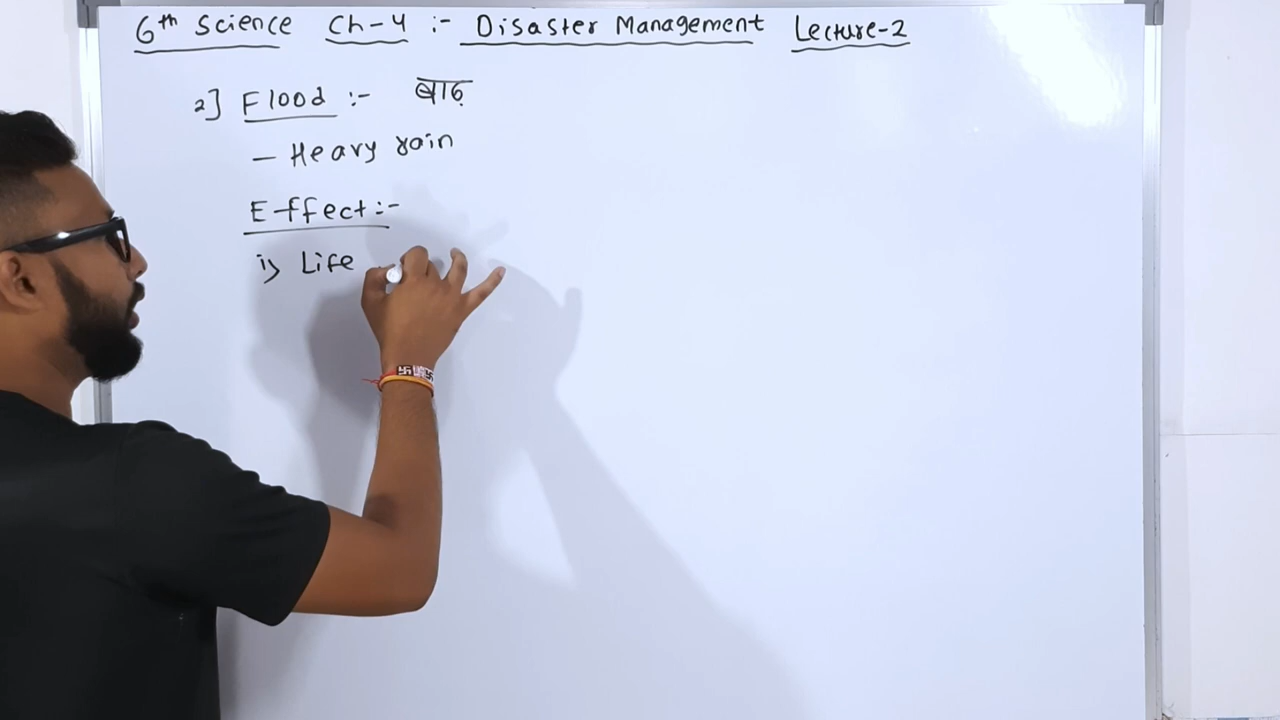 6th Science Ch-4 :- Disaster Management Lecture-2
2] Flood :- बाढ़
- Heavy rain
Effect :-
i) Life